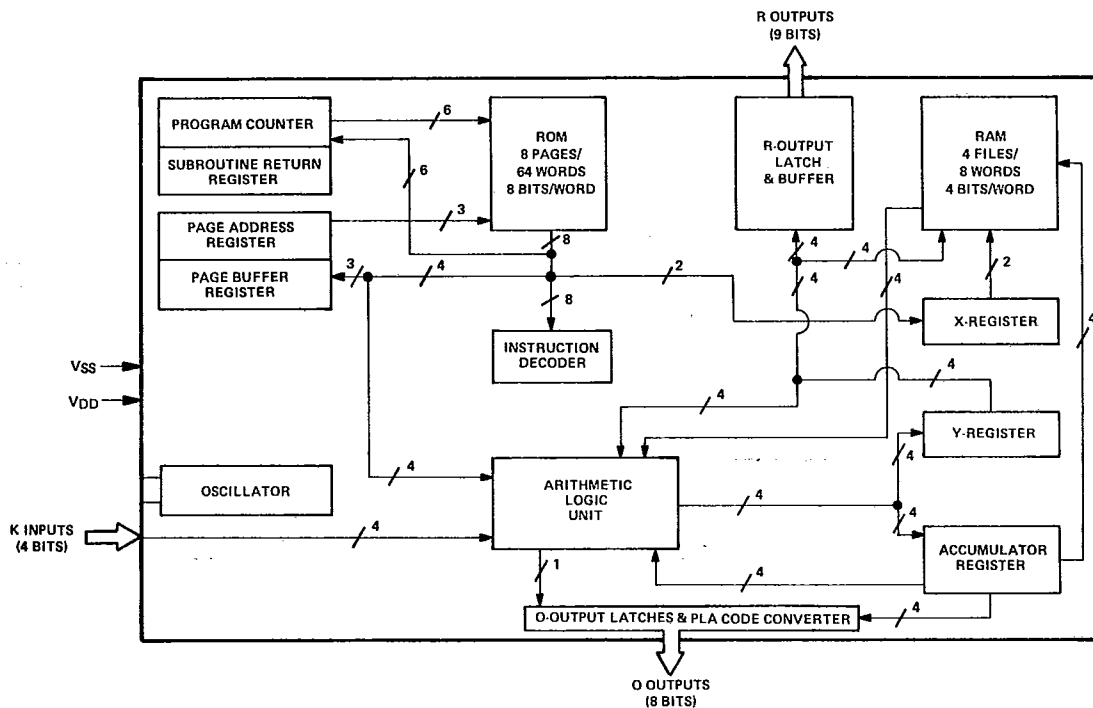 R OUTPUTS
(9 BITS)
PROGRAM COUNTER
SUBROUTINE RETURN
REGISTER
6
6
ROM
8 PAGES/
64 WORDS
8 BITS/WORD
R-OUTPUT
LATCH
& BUFFER
RAM
4 FILES/
8 WORDS
4 BITS/WORD
PAGE ADDRESS
REGISTER
PAGE BUFFER
REGISTER
3
3
4
8
8
2
4
4
4
4
2
4
INSTRUCTION
DECODER
X-REGISTER
VSS
VDD
4
4
Y-REGISTER
4
OSCILLATOR
4
ARITHMETIC
LOGIC
UNIT
4
4
K INPUTS
(4 BITS)
4
ACCUMULATOR
REGISTER
1
4
4
O-OUTPUT LATCHES & PLA CODE CONVERTER
O OUTPUTS
(8 BITS)